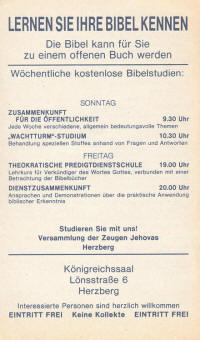 LERNEN SIE IHRE BIBEL KENNEN
Die Bibel kann für Sie
zu einem offenen Buch werden
Wöchentliche kostenlose Bibelstudien:
SONNTAG
ZUSAMMENKUNFT
FÜR DIE ÖFFENTLICHKEIT 9.30 Uhr
Jede Woche verschiedene, allgemein bedeutungsvolle Themen
„WACHTTURM"-STUDIUM 10.30 Uhr
Behandlung speziellen Stoffes anhand von Fragen und Antworten
FREITAG
THEOKRATISCHE PREDIGTDIENSTSCHULE 19.00 Uhr
Lehrkurs für Verkündiger des Wortes Gottes, verbunden mit einer
Betrachtung der Bibelbücher
DIENSTZUSAMMENKUNFT 20.00 Uhr
Ansprachen und Demonstrationen über die praktische Anwendung
biblischer Erkenntnis
Studieren Sie mit uns!
Versammlung der Zeugen Jehovas
Herzberg
Königreichssaal
Lönsstraße 6
Herzberg
Interessierte Personen sind herzlich willkommen
EINTRITT FREI Keine Kollekte EINTRITT FREI